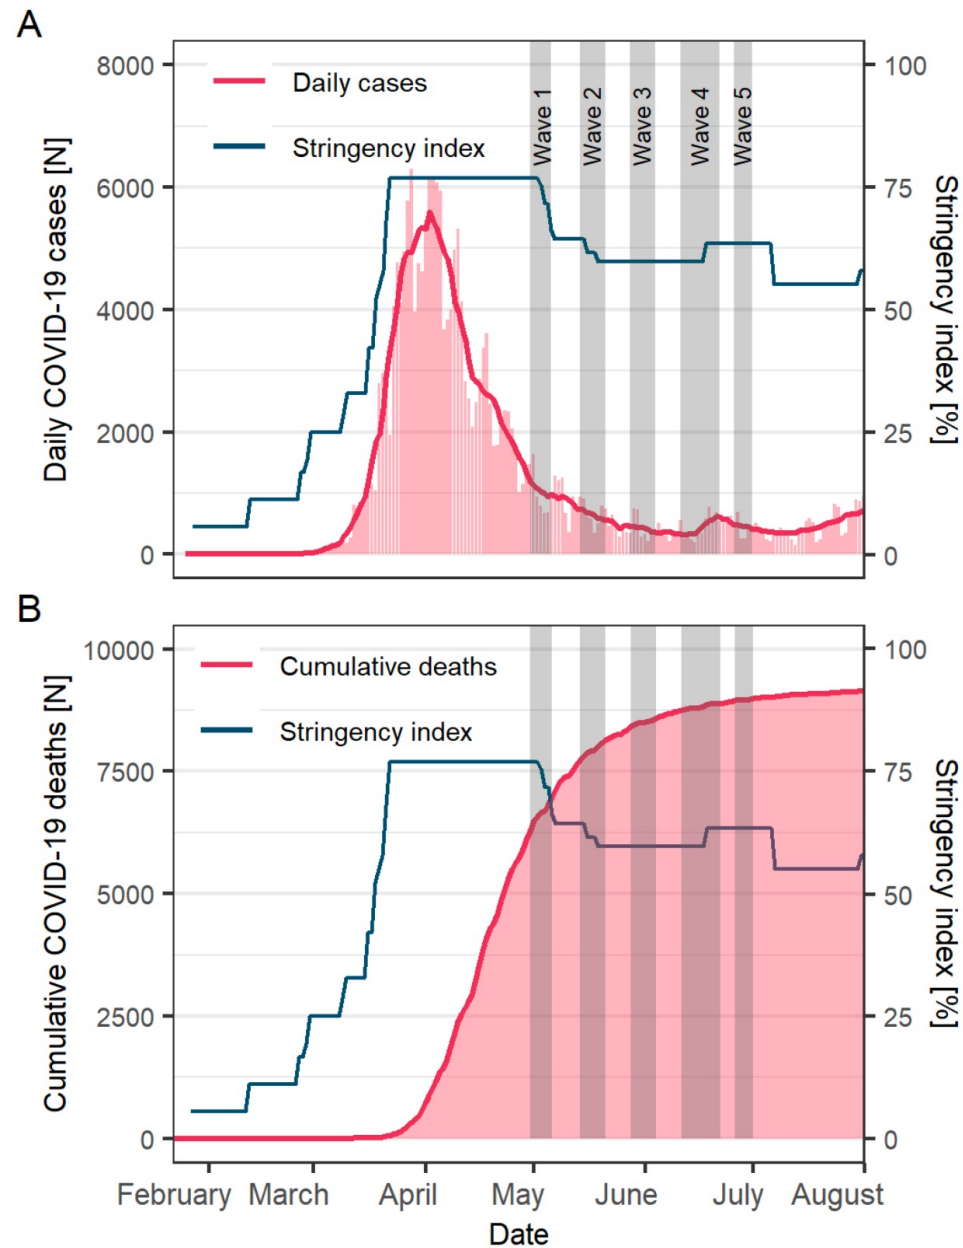 A
8000
6000
4000
2000
0
Daily COVID-19 cases [N]
Daily cases
Stringency index
Wave 1
Wave 2
Wave 3
Wave 4
Wave 5
100
75
50
25
0
Stringency index [%]
B
10000
7500
5000
2500
0
Cumulative COVID-19 deaths [N]
Cumulative deaths
Stringency index
100
75
50
25
0
Stringency index [%]
February March April May June July August
Date